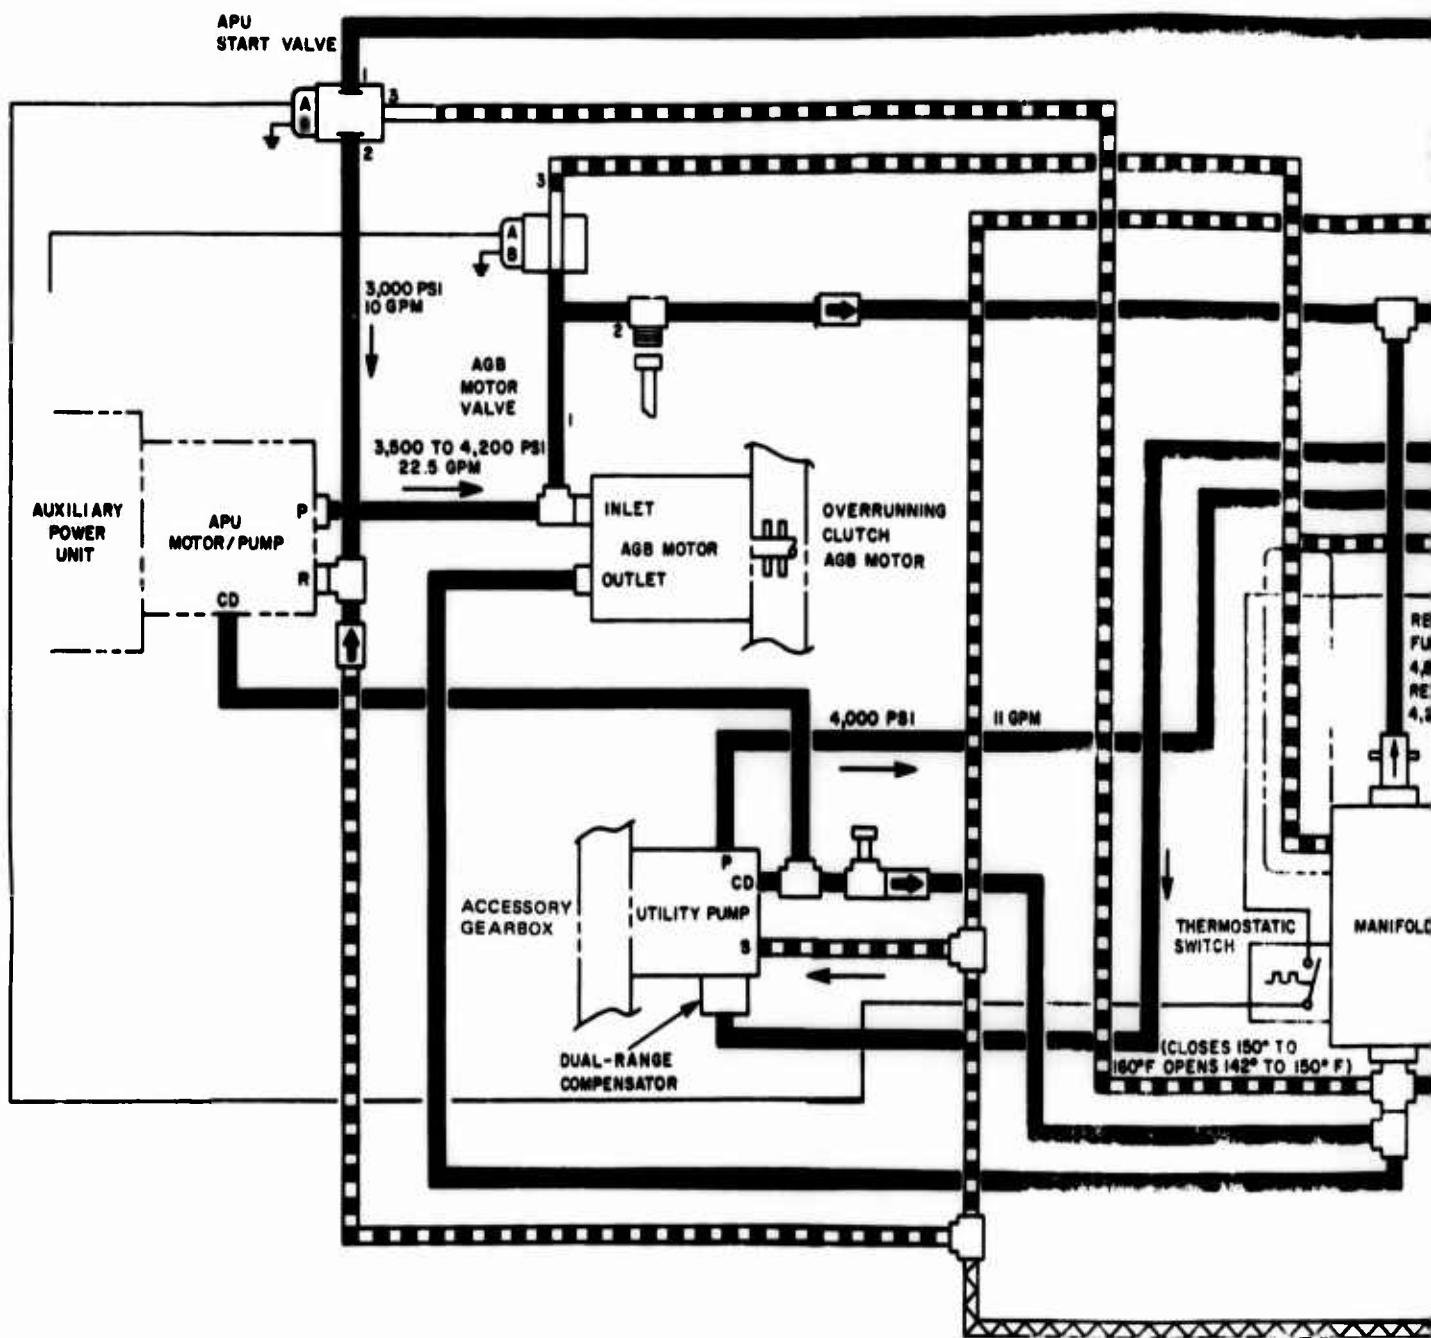 APU
START VALVE
1
A
B
3
2
3
A
B
3,000 PSI
10 GPM
2
AGB
MOTOR
VALVE
1
3,500 TO 4,200 PSI
22.5 GPM
AUXILIARY
POWER
UNIT
APU
MOTOR/PUMP
P
R
CD
INLET
AGB MOTOR
OUTLET
OVERRUNNING
CLUTCH
AGB MOTOR
RE
FU
RE
4,000 PSI
11 GPM
P
CD
UTILITY PUMP
S
ACCESSORY
GEARBOX
THERMOSTATIC
SWITCH
MANIFOLD
DUAL-RANGE
COMPENSATOR
(CLOSES 150° TO
160°F OPENS 142° TO 150° F)